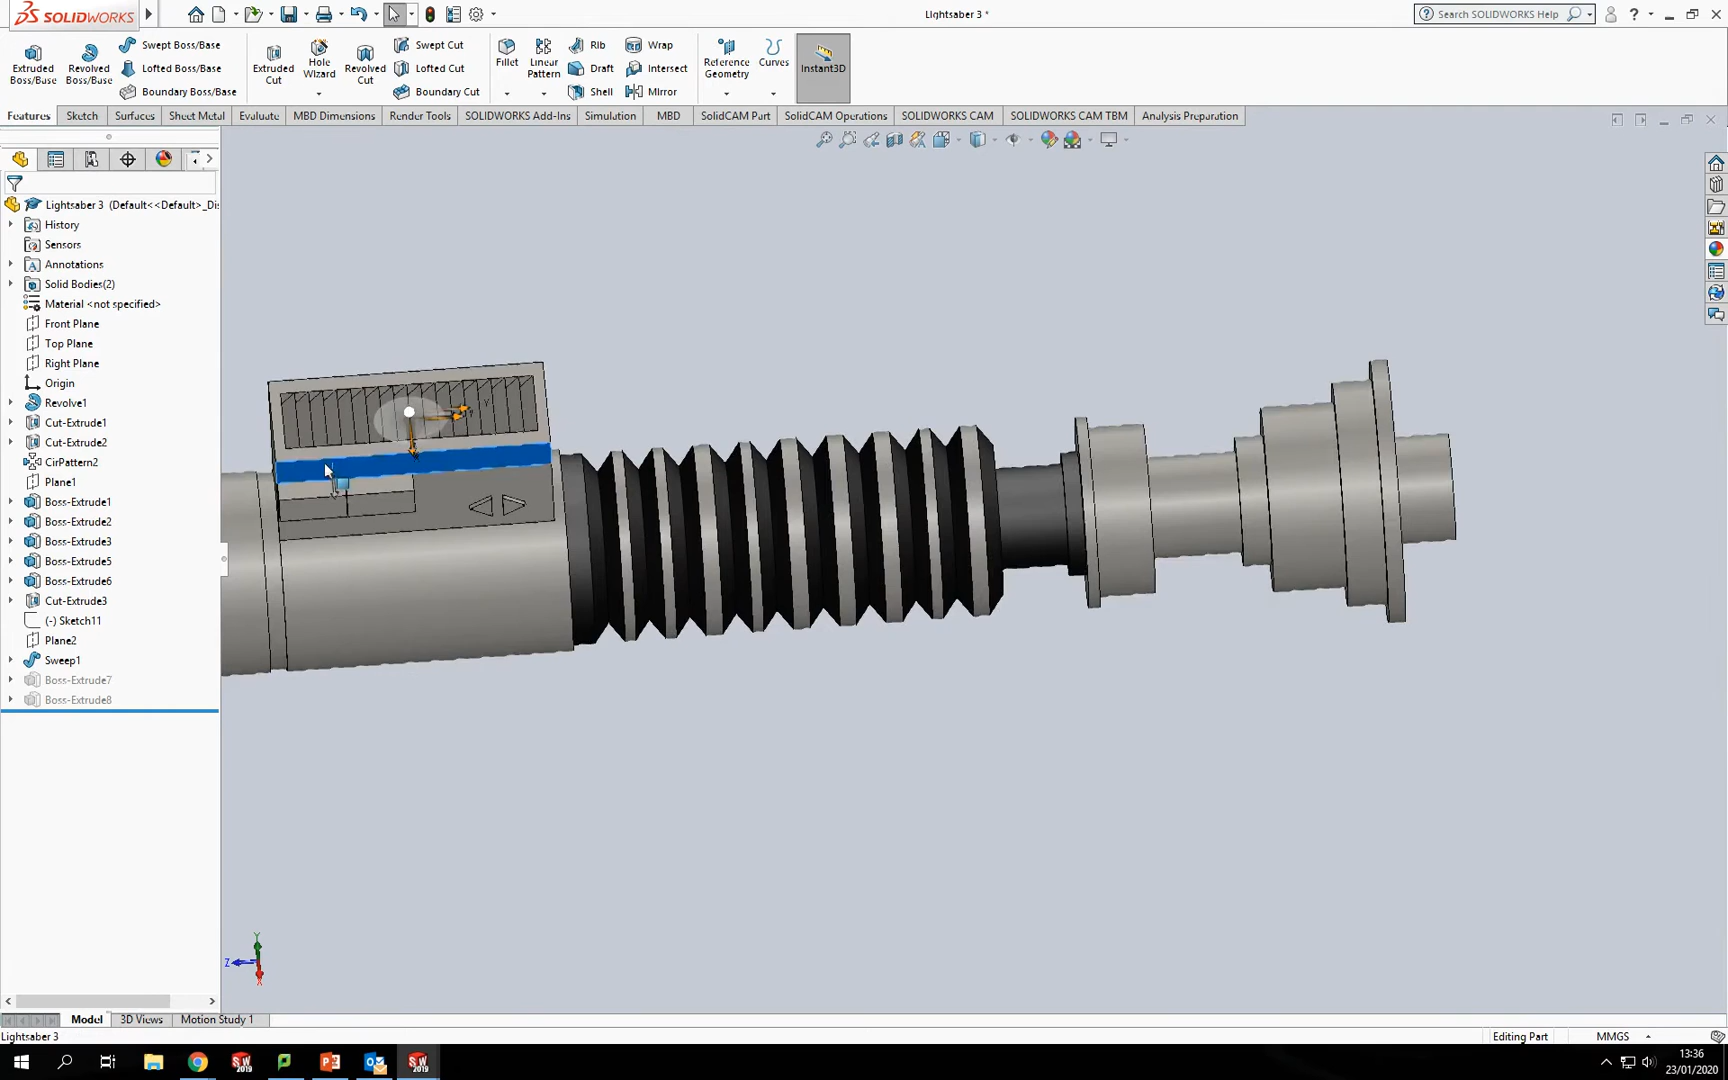 SOLIDWORKS
Lightsaber 3 *
Search SOLIDWORKS Help
Extruded Boss/Base
Revolved Boss/Base
Swept Boss/Base
Lofted Boss/Base
Boundary Boss/Base
Extruded Cut
Hole Wizard
Revolved Cut
Swept Cut
Lofted Cut
Boundary Cut
Fillet
Linear Pattern
Rib
Draft
Shell
Wrap
Intersect
Mirror
Reference Geometry
Curves
Instant3D
Features
Sketch
Surfaces
Sheet Metal
Evaluate
MBD Dimensions
Render Tools
SOLIDWORKS Add-Ins
Simulation
MBD
SolidCAM Part
SolidCAM Operations
SOLIDWORKS CAM
SOLIDWORKS CAM TBM
Analysis Preparation
Lightsaber 3 (Default<<Default>_Dis
History
Sensors
Annotations
Solid Bodies(2)
Material <not specified>
Front Plane
Top Plane
Right Plane
Origin
Revolve1
Cut-Extrude1
Cut-Extrude2
CirPattern2
Plane1
Boss-Extrude1
Boss-Extrude2
Boss-Extrude3
Boss-Extrude5
Boss-Extrude6
Cut-Extrude3
(-) Sketch11
Plane2
Sweep1
Boss-Extrude7
Boss-Extrude8
Y
Y
Z
X
Model
3D Views
Motion Study 1
Lightsaber 3
Editing Part
MMGS
SW 2019
SW 2019
13:36
23/01/2020